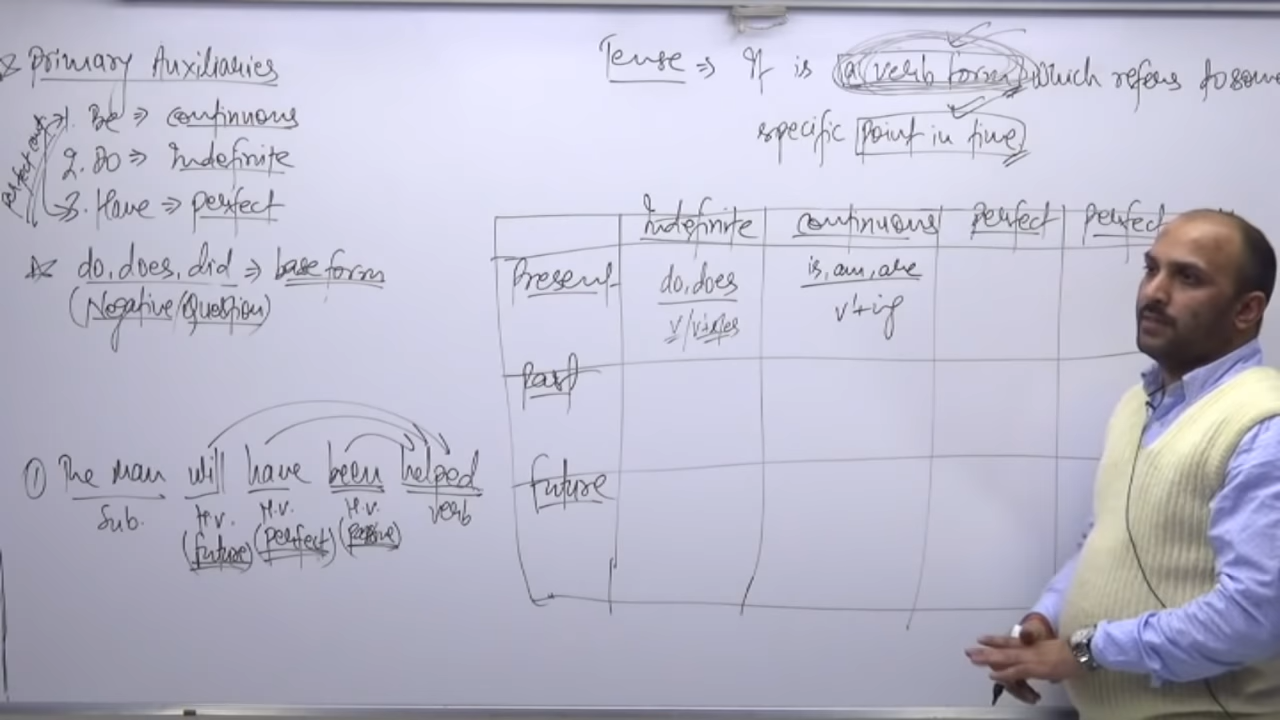 Primary Auxiliaries
1. Be ⇒ continuous
2. Do ⇒ Indefinite
3. Have ⇒ perfect
do, does, did ⇒ base form
(Negative/Question)
① The man will have been helped
Sub. H.V. H.V. H.V. verb
(future) (perfect) (passive)
Tense ⇒ It is a verb form which refers to some
specific point in time
Indefinite continuous perfect perfect
Present do, does is, am, are
v¹+ing
Past
future